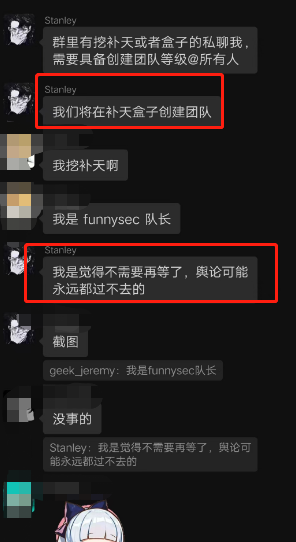 Stanley
群里有挖补天或者盒子的私聊我，
需要具备创建团队等级@所有人
Stanley
我们将在补天盒子创建团队
我挖补天啊
我是 funnysec 队长
Stanley
我是觉得不需要再等了，舆论可能
永远都过不去的
截图
geek_jeremy：我是funnysec队长
没事的
Stanley：我是觉得不需要再等了，舆论可
能永远都过不去的